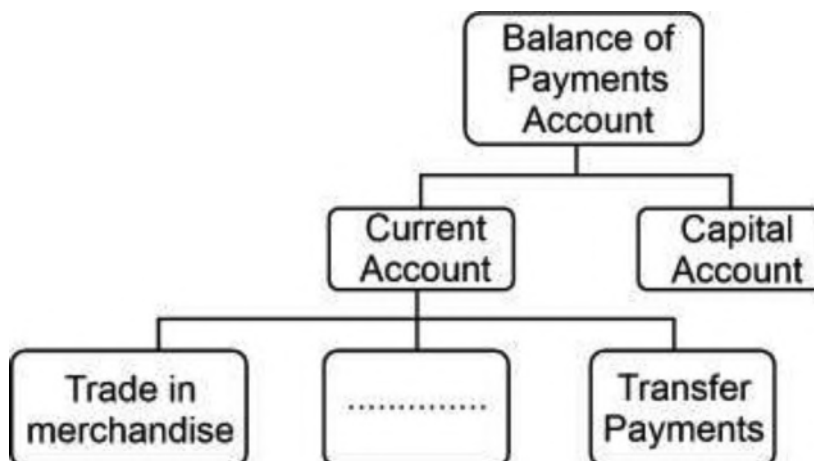 Balance of
Payments
Account
Current
Account
Capital
Account
Trade in
merchandise
................
Transfer
Payments